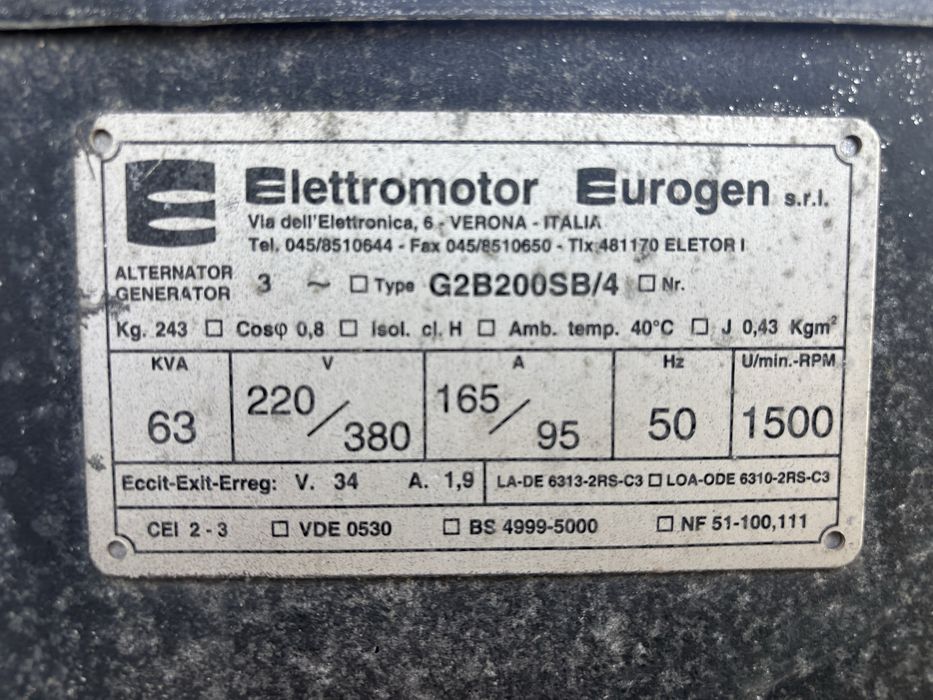 Elettromotor Eurogen s.r.l.
Via dell'Elettronica, 6 - VERONA - ITALIA
Tel. 045/8510644 - Fax 045/8510650 - Tlx 481170 ELETOR I
ALTERNATOR
GENERATOR 3 ~ □ Type G2B200SB/4 □ Nr.
Kg. 243 □ Cosφ 0,8 □ Isol. cl. H □ Amb. temp. 40°C □ J 0,43 Kgm²
KVA V A Hz U/min.-RPM
63 220/380 165/95 50 1500
Eccit-Exit-Erreg: V. 34 A. 1,9 LA-DE 6313-2RS-C3 □ LOA-ODE 6310-2RS-C3
CEI 2-3 □ VDE 0530 □ BS 4999-5000 □ NF 51-100,111